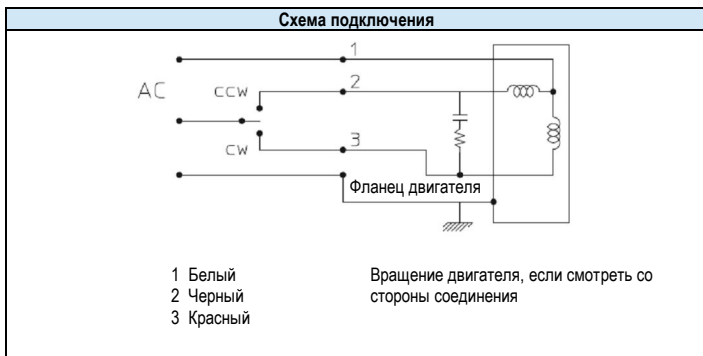 Схема подключения
1
AC
CCW
2
CW
3
Фланец двигателя
1 Белый
2 Черный
3 Красный
Вращение двигателя, если смотреть со
стороны соединения